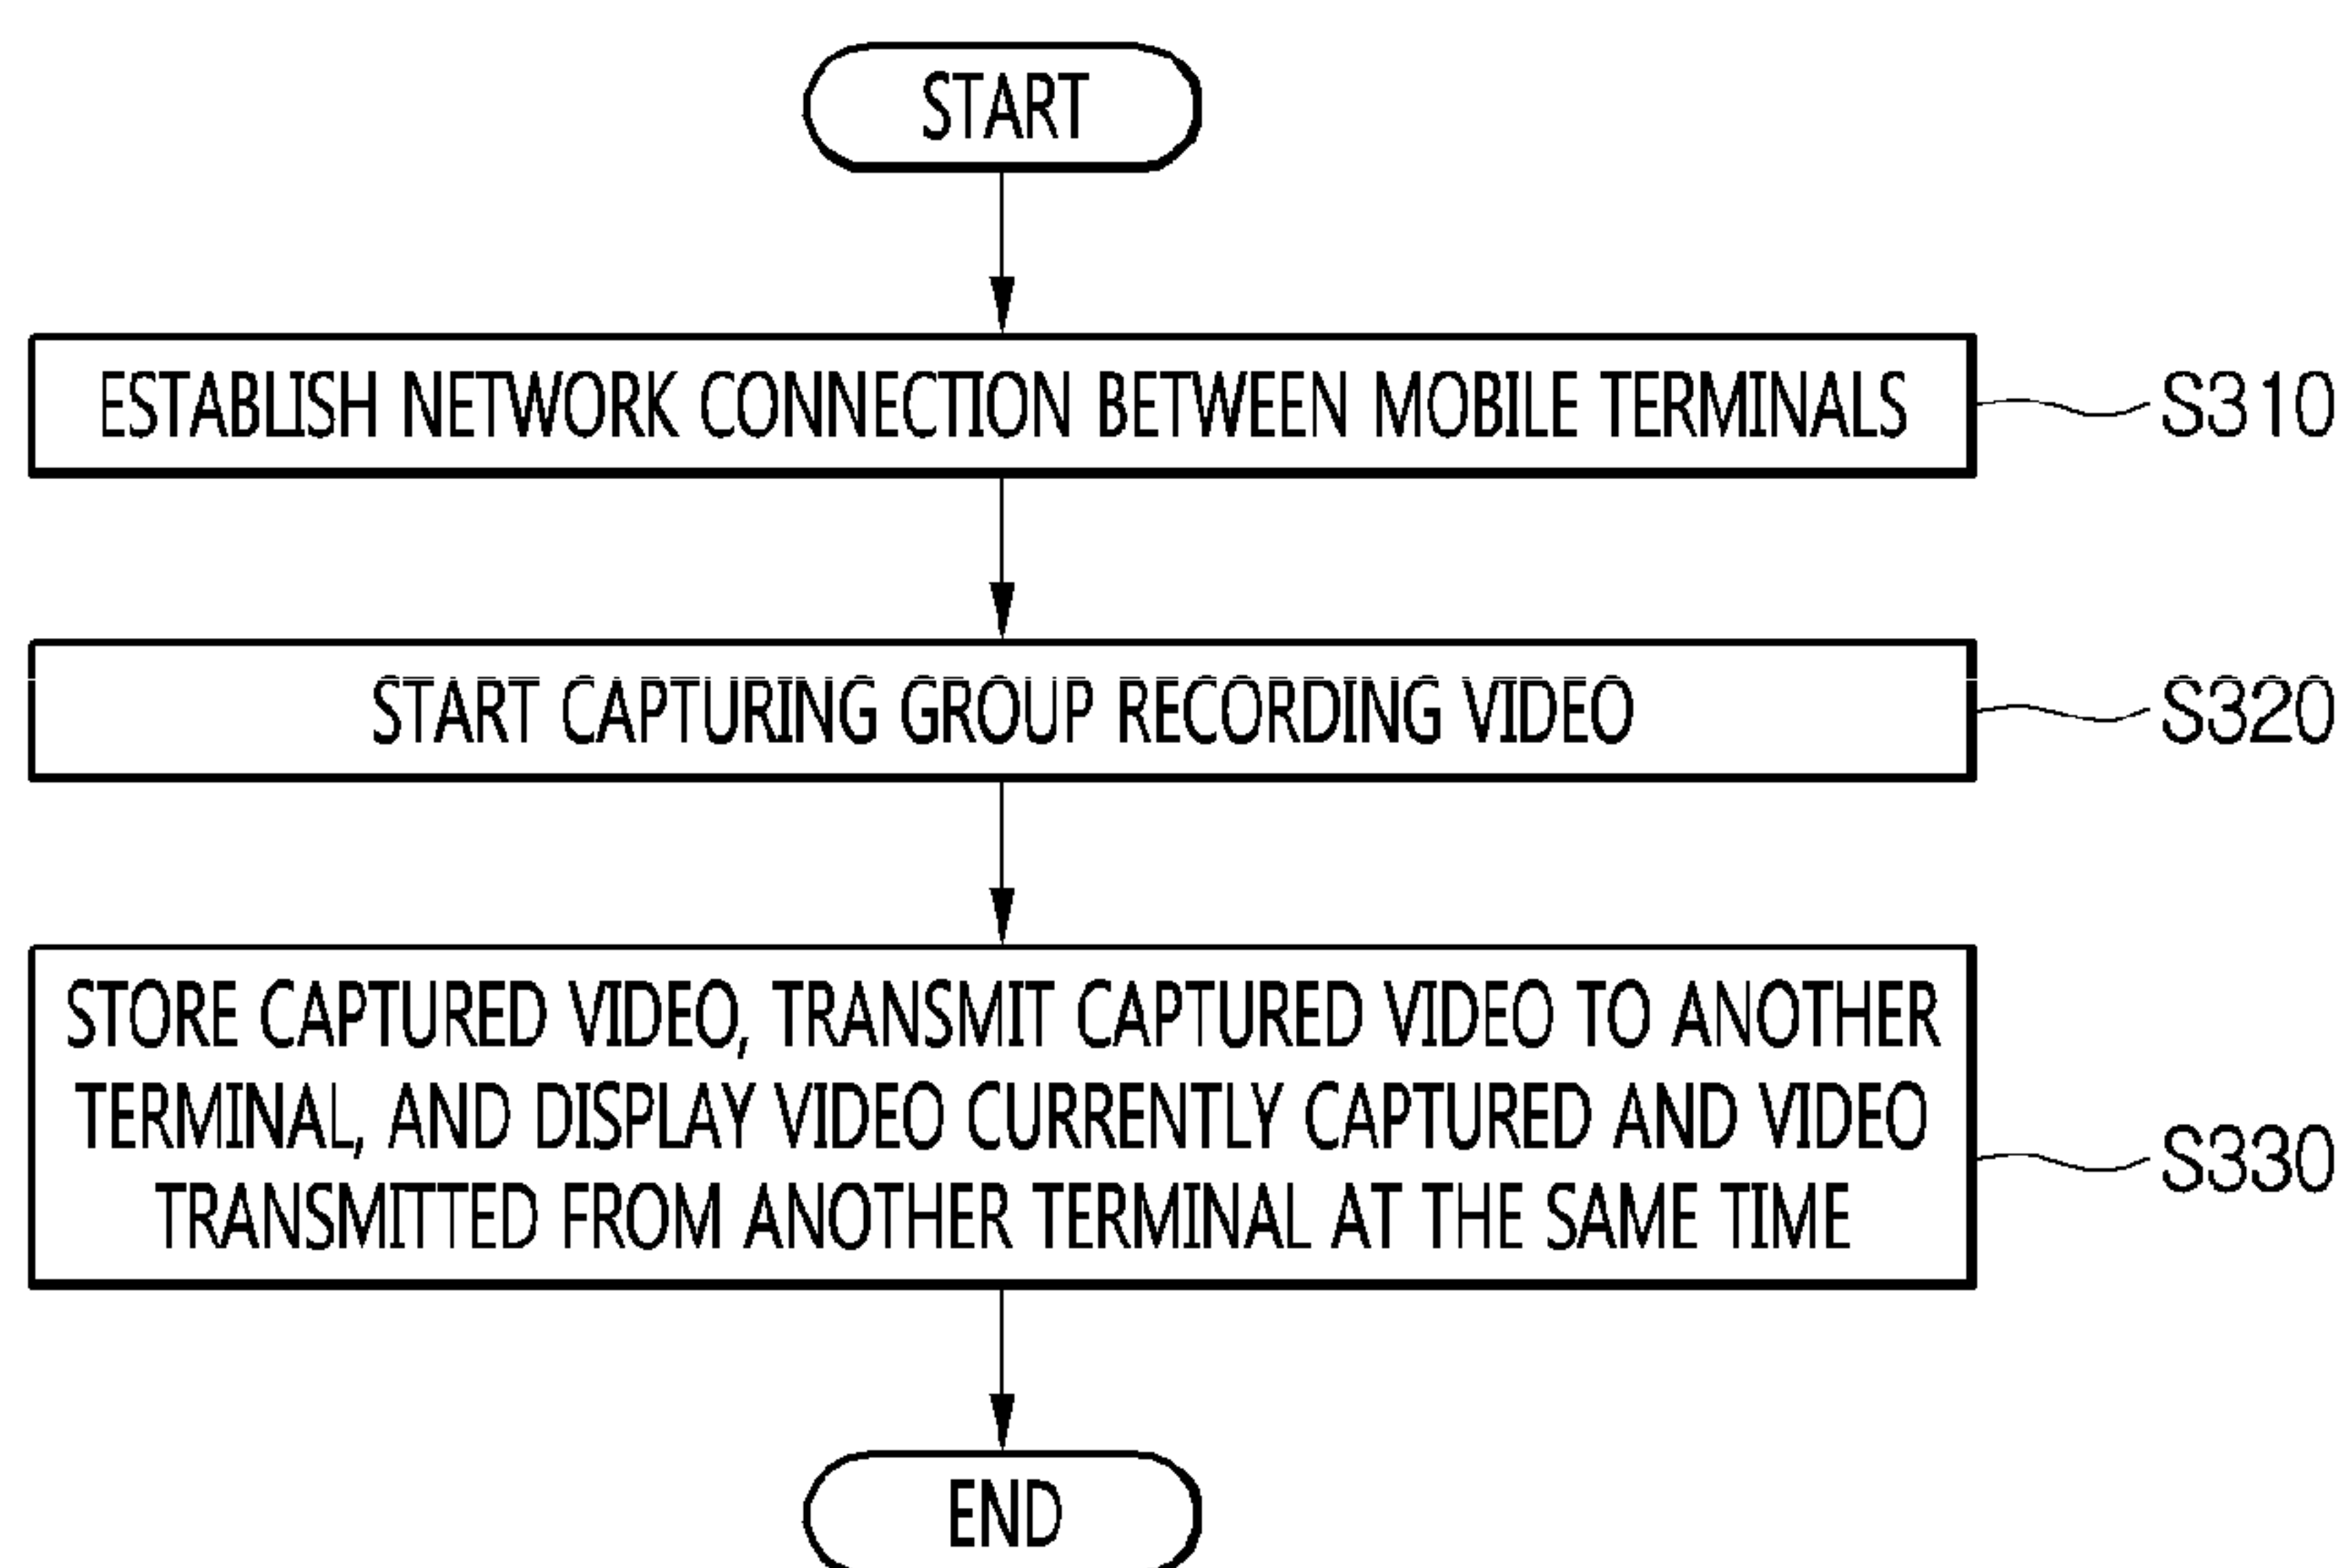 START
ESTABLISH NETWORK CONNECTION BETWEEN MOBILE TERMINALS
S310
START CAPTURING GROUP RECORDING VIDEO
S320
STORE CAPTURED VIDEO, TRANSMIT CAPTURED VIDEO TO ANOTHER
TERMINAL, AND DISPLAY VIDEO CURRENTLY CAPTURED AND VIDEO
TRANSMITTED FROM ANOTHER TERMINAL AT THE SAME TIME
S330
END